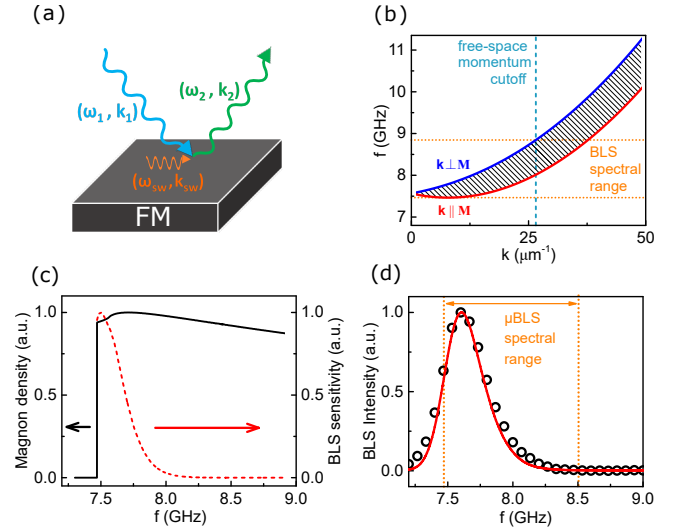 (a)
(ω₁, k₁)
(ω₂, k₂)
(ω_sw, k_sw)
FM
(b)
free-space
momentum
cutoff
11
10
9
8
7
f (GHz)
k⊥M
k ∥ M
BLS
spectral
range
0
25
50
k (μm⁻¹)
(c)
1.0
0.5
0.0
Magnon density (a.u.)
1.0
0.5
0.0
BLS sensitivity (a.u.)
7.5
8.0
8.5
9.0
f (GHz)
(d)
μBLS
spectral
range
1.0
0.5
0.0
BLS Intensity (a.u.)
7.5
8.0
8.5
9.0
f (GHz)